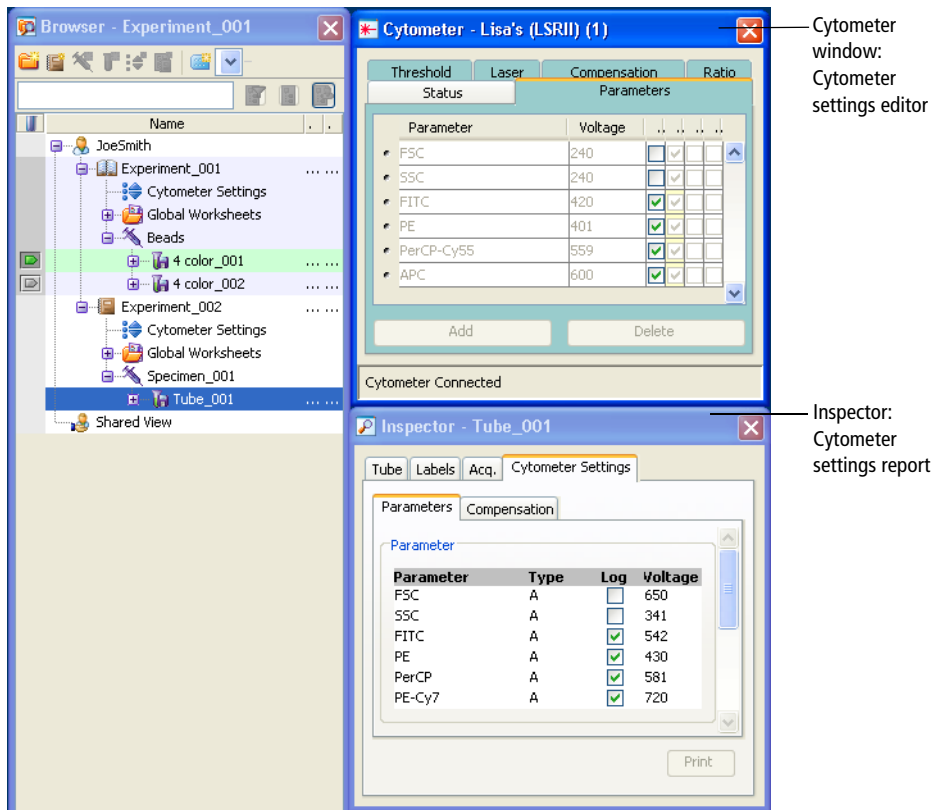 Browser - Experiment_001
Name . .
JoeSmith
Experiment_001 ... ...
Cytometer Settings
Global Worksheets
Beads
4 color_001 ... ...
4 color_002 ... ...
Experiment_002 ... ...
Cytometer Settings
Global Worksheets
Specimen_001
Tube_001 ... ...
Shared View
Cytometer - Lisa's (LSRII) (1)
Threshold Laser Compensation Ratio
Status Parameters
Parameter Voltage .. .. .. ..
FSC 240
SSC 240
FITC 420
PE 401
PerCP-Cy55 559
APC 600
Add Delete
Cytometer Connected
Cytometer
window:
Cytometer
settings editor
Inspector - Tube_001
Tube Labels Acq. Cytometer Settings
Parameters Compensation
Parameter
Parameter Type Log Voltage
FSC A 650
SSC A 341
FITC A 542
PE A 430
PerCP A 581
PE-Cy7 A 720
Print
Inspector:
Cytometer
settings report